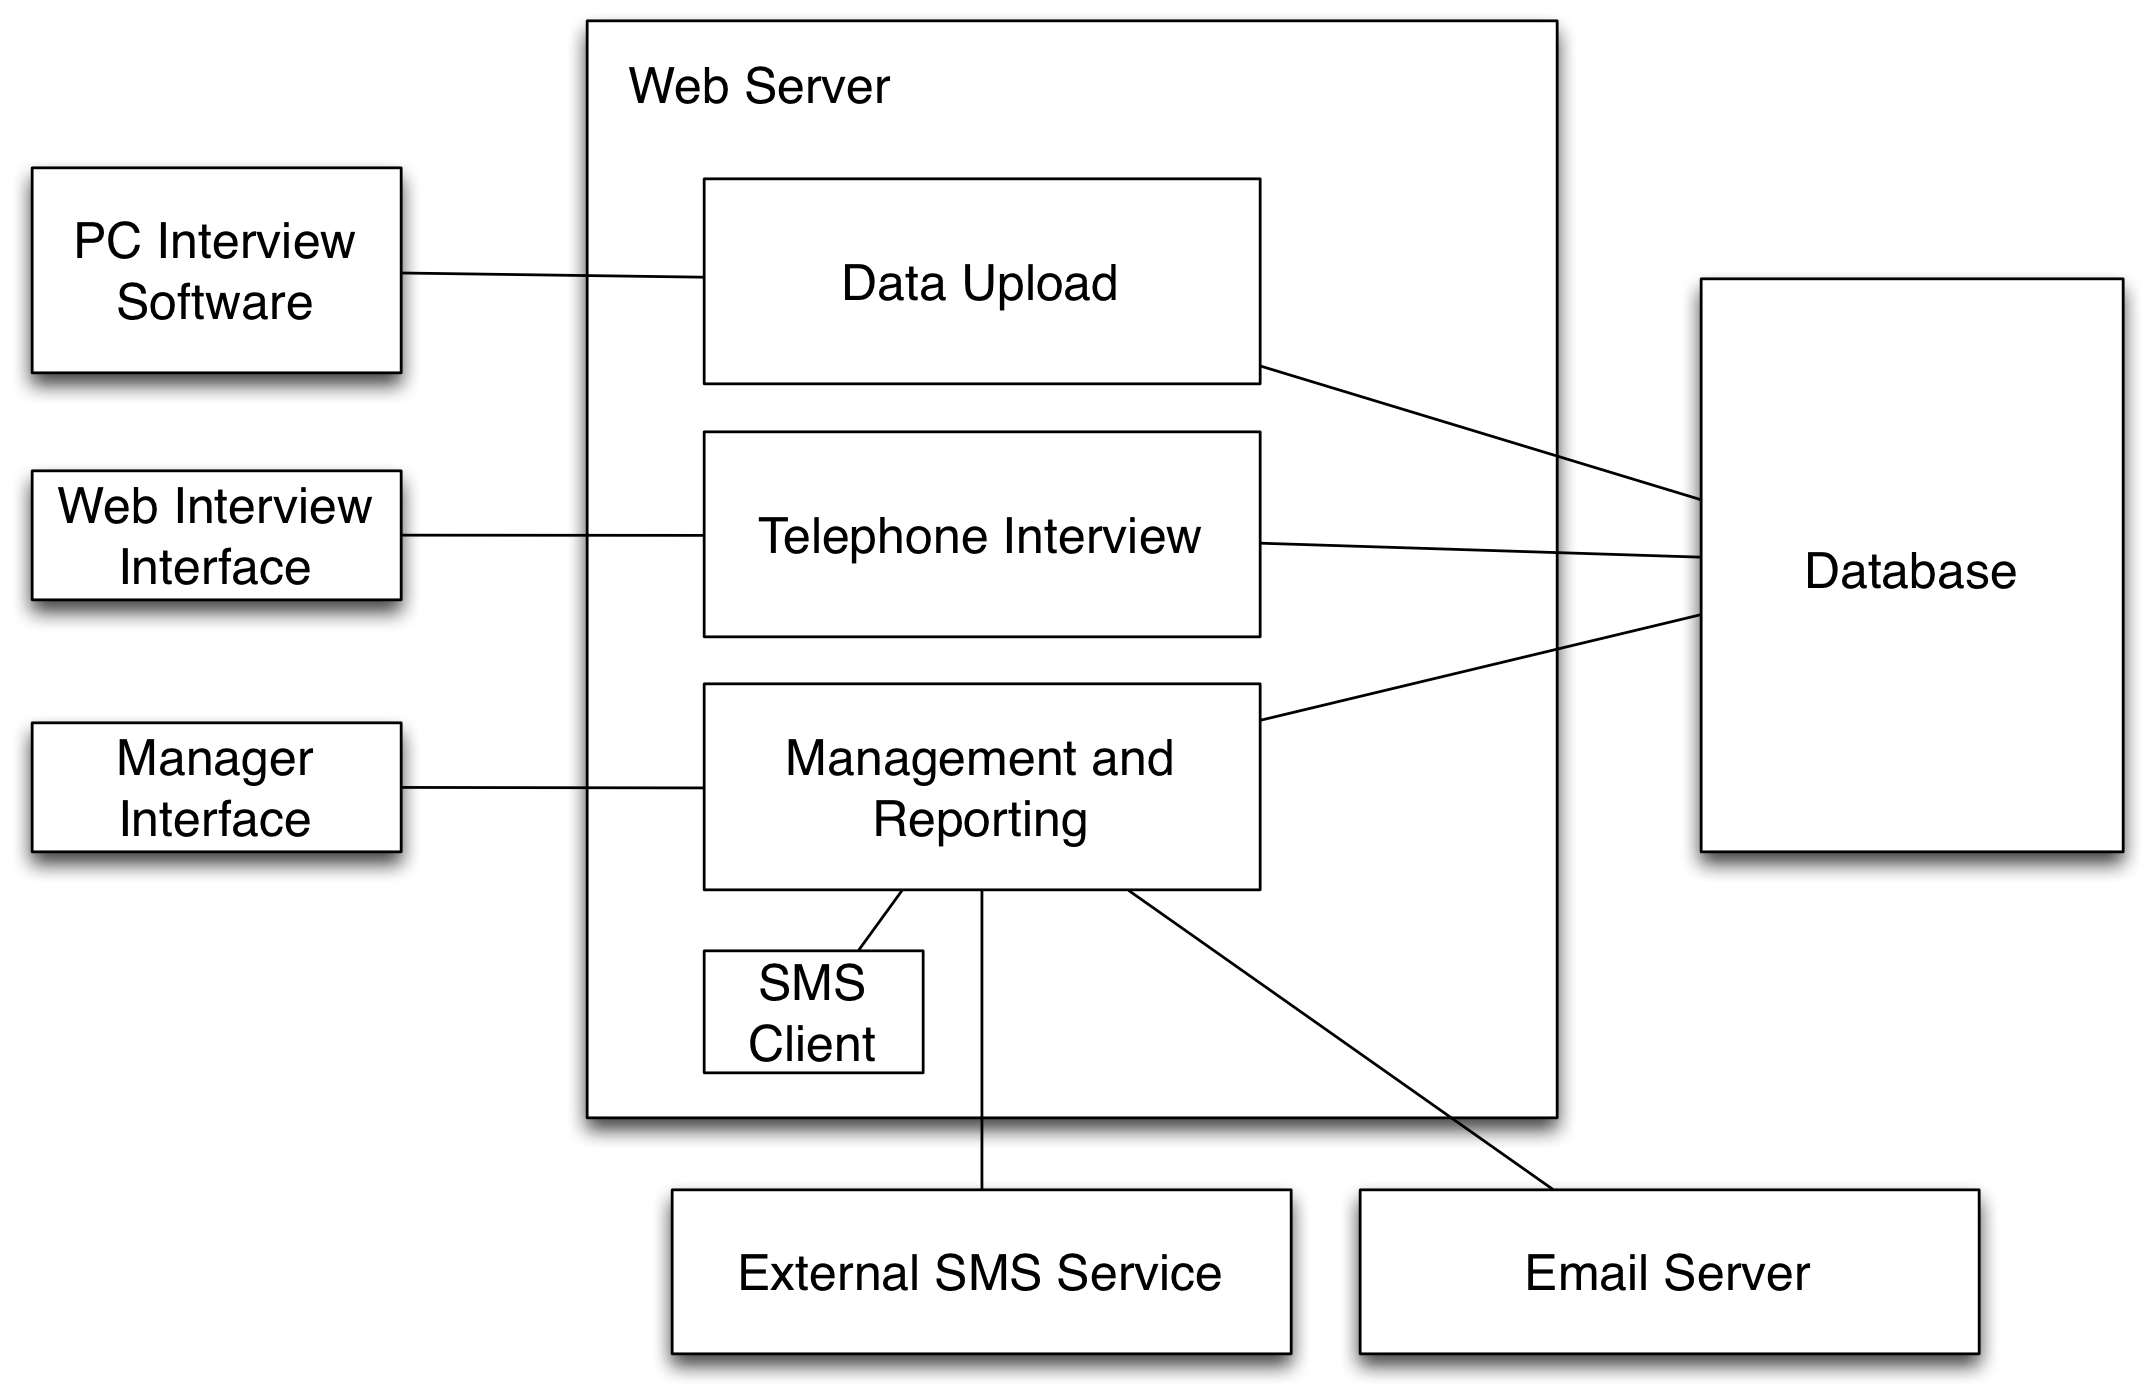 Web Server
PC Interview
Software
Data Upload
Web Interview
Interface
Telephone Interview
Database
Manager
Interface
Management and
Reporting
SMS
Client
External SMS Service
Email Server